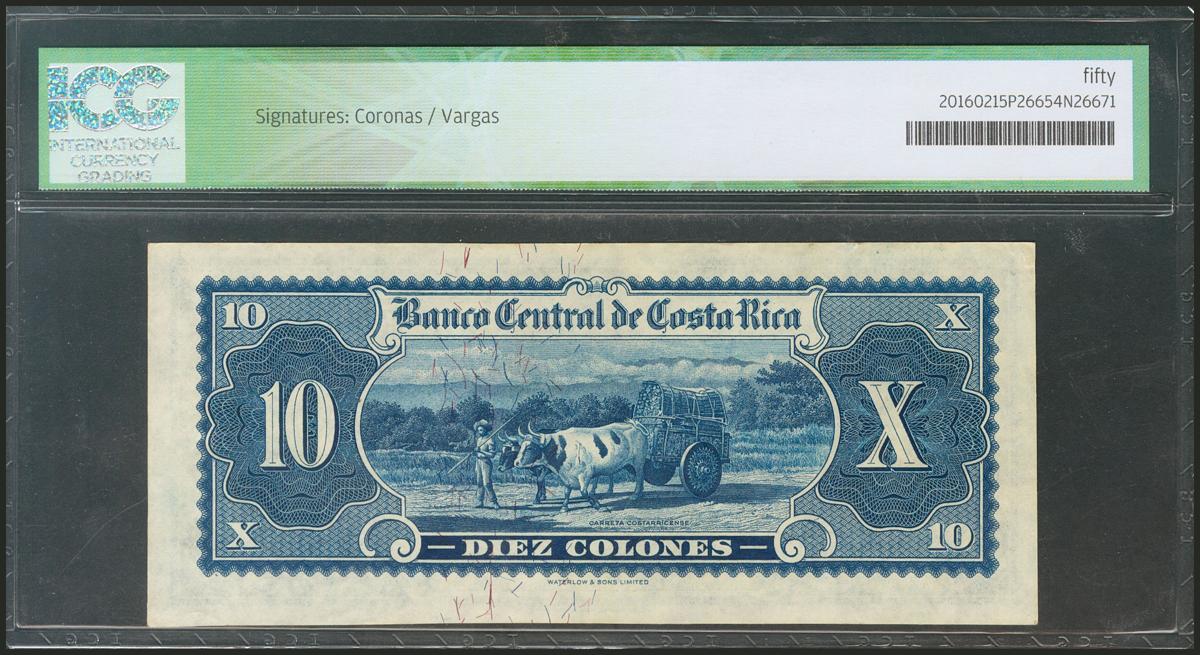 ICG
INTERNATIONAL
CURRENCY
GRADING
Signatures: Coronas / Vargas
fifty
20160215P26654N26671
10
Banco Central de Costa Rica
X
10
X
CARRETA COSTARRICENSE
X
DIEZ COLONES
10
WATERLOW & SONS LIMITED